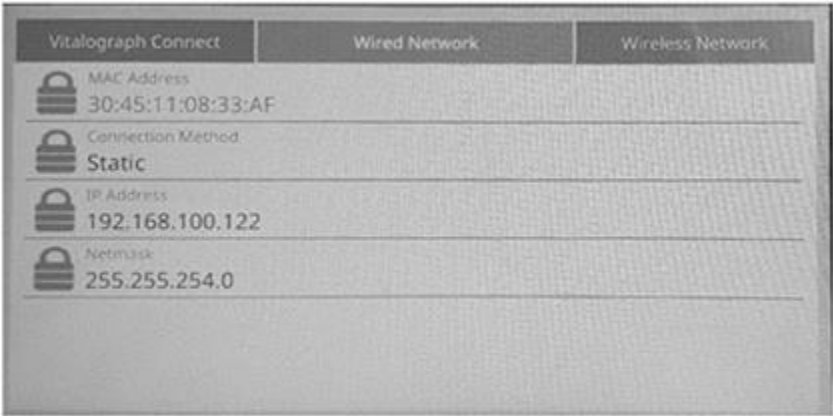 Vitalograph Connect Wired Network Wireless Network
MAC Address
30:45:11:08:33:AF
Connection Method
Static
IP Address
192.168.100.122
Netmask
255.255.254.0